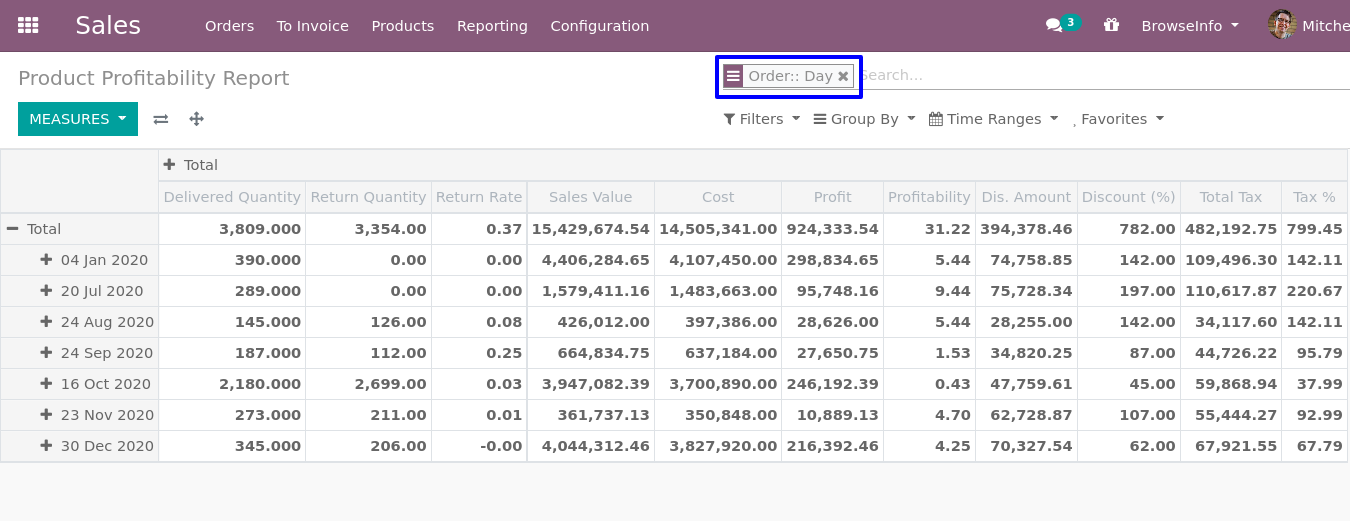 Sales Orders To Invoice Products Reporting Configuration 3 BrowseInfo Mitche
Product Profitability Report Order:: Day Search...
MEASURES Filters Group By Time Ranges Favorites
Total
Delivered Quantity Return Quantity Return Rate Sales Value Cost Profit Profitability Dis. Amount Discount (%) Total Tax Tax %
Total 3,809.000 3,354.00 0.37 15,429,674.54 14,505,341.00 924,333.54 31.22 394,378.46 782.00 482,192.75 799.45
04 Jan 2020 390.000 0.00 0.00 4,406,284.65 4,107,450.00 298,834.65 5.44 74,758.85 142.00 109,496.30 142.11
20 Jul 2020 289.000 0.00 0.00 1,579,411.16 1,483,663.00 95,748.16 9.44 75,728.34 197.00 110,617.87 220.67
24 Aug 2020 145.000 126.00 0.08 426,012.00 397,386.00 28,626.00 5.44 28,255.00 142.00 34,117.60 142.11
24 Sep 2020 187.000 112.00 0.25 664,834.75 637,184.00 27,650.75 1.53 34,820.25 87.00 44,726.22 95.79
16 Oct 2020 2,180.000 2,699.00 0.03 3,947,082.39 3,700,890.00 246,192.39 0.43 47,759.61 45.00 59,868.94 37.99
23 Nov 2020 273.000 211.00 0.01 361,737.13 350,848.00 10,889.13 4.70 62,728.87 107.00 55,444.27 92.99
30 Dec 2020 345.000 206.00 -0.00 4,044,312.46 3,827,920.00 216,392.46 4.25 70,327.54 62.00 67,921.55 67.79